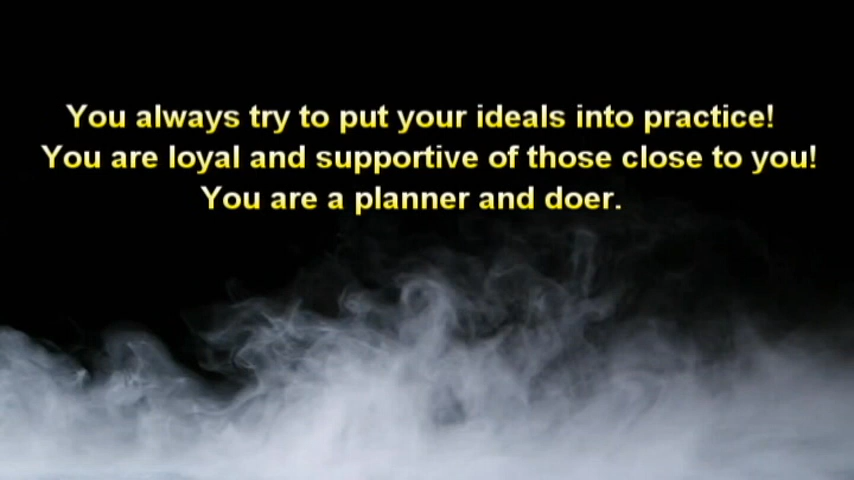 You always try to put your ideals into practice!
You are loyal and supportive of those close to you!
You are a planner and doer.